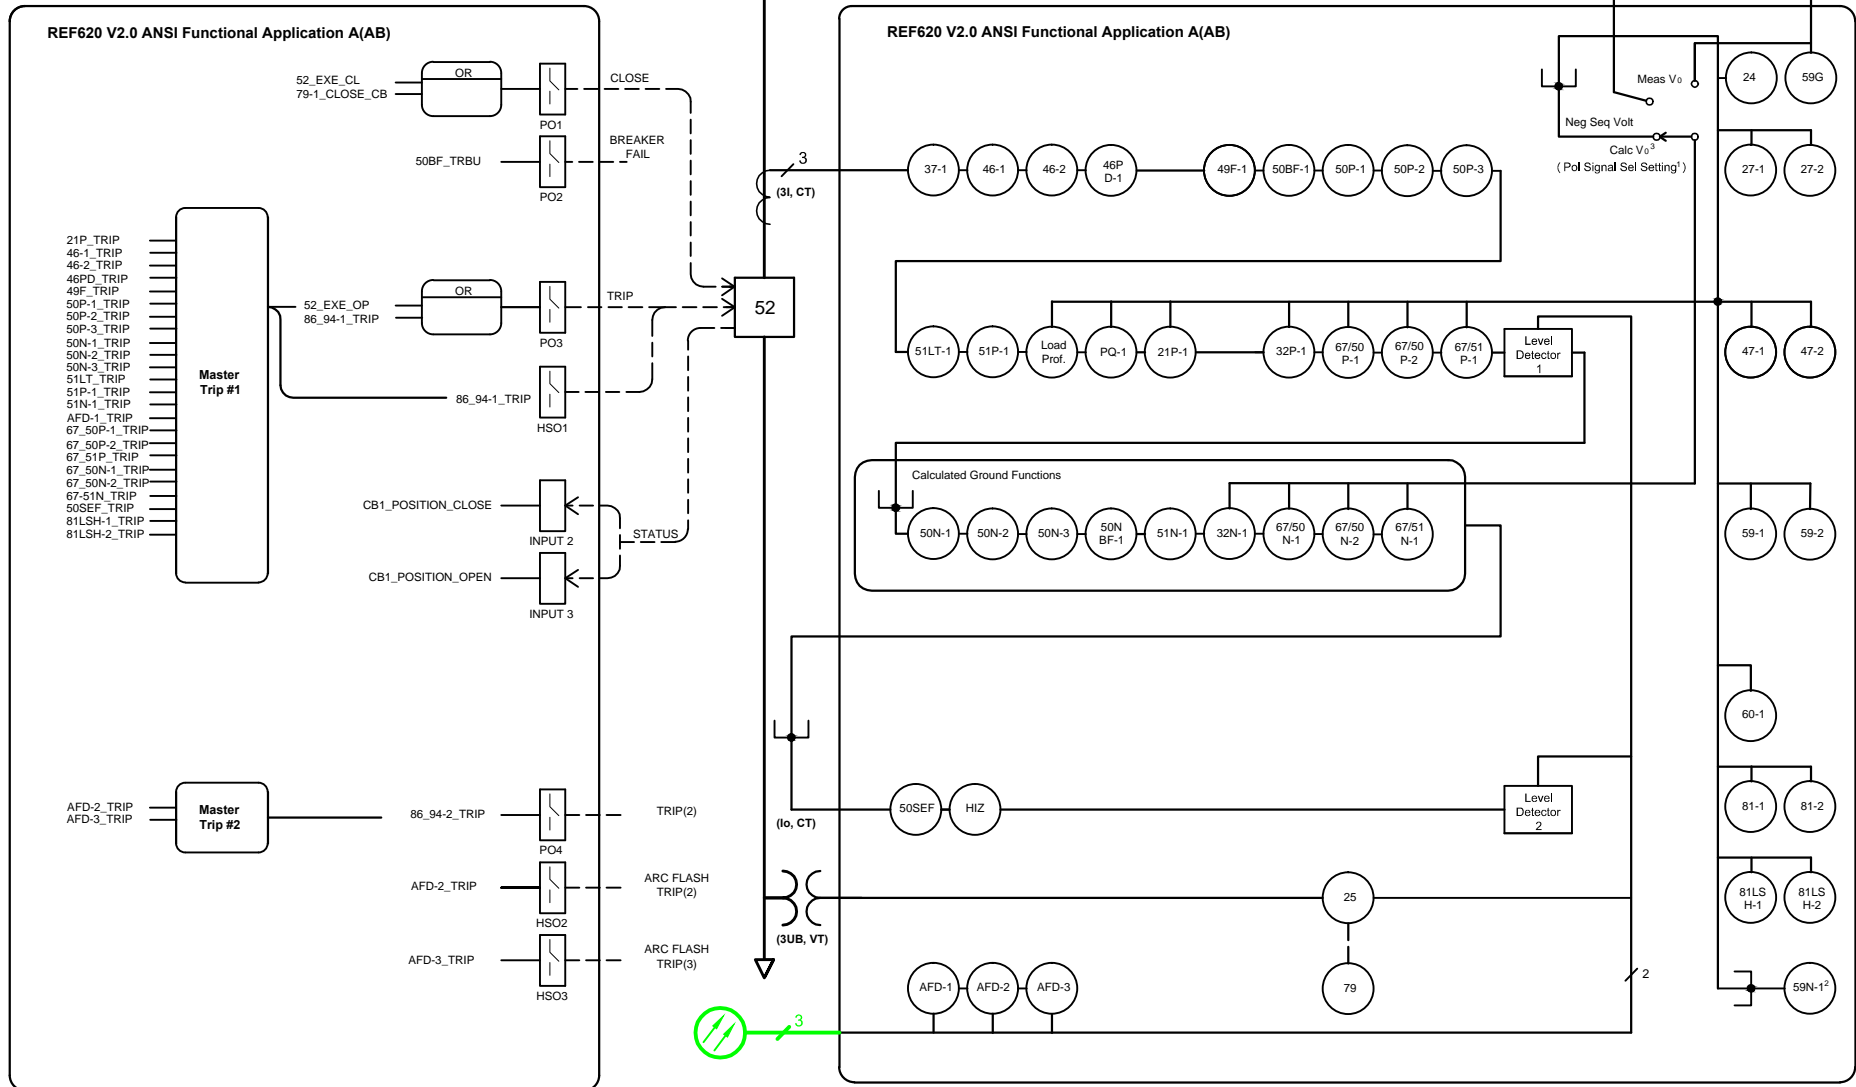 REF620 V2.0 ANSI Functional Application A(AB)
52_EXE_CL
79-1_CLOSE_CB
OR
PO1
CLOSE
50BF_TRBU
PO2
BREAKER
FAIL
21P_TRIP
46-1_TRIP
46-2_TRIP
46PD_TRIP
49F_TRIP
50P-1_TRIP
50P-2_TRIP
50P-3_TRIP
50N-1_TRIP
50N-2_TRIP
50N-3_TRIP
51LT_TRIP
51P-1_TRIP
51N-1_TRIP
AFD-1_TRIP
67_50P-1_TRIP
67_50P-2_TRIP
67_51P_TRIP
67_50N-1_TRIP
67_50N-2_TRIP
67-51N_TRIP
50SEF_TRIP
81LSH-1_TRIP
81LSH-2_TRIP
Master
Trip #1
52_EXE_OP
86_94-1_TRIP
OR
PO3
TRIP
86_94-1_TRIP
HSO1
CB1_POSITION_CLOSE
INPUT 2
STATUS
CB1_POSITION_OPEN
INPUT 3
AFD-2_TRIP
AFD-3_TRIP
Master
Trip #2
86_94-2_TRIP
PO4
TRIP(2)
AFD-2_TRIP
HSO2
ARC FLASH
TRIP(2)
AFD-3_TRIP
HSO3
ARC FLASH
TRIP(3)
52
3
(3I, CT)
(Io, CT)
(3UB, VT)
3
REF620 V2.0 ANSI Functional Application A(AB)
Meas V0
Neg Seq Volt
Calc V0³
( Pol Signal Sel Setting¹)
24
59G
27-1
27-2
37-1
46-1
46-2
46P
D-1
49F-1
50BF-1
50P-1
50P-2
50P-3
51LT-1
51P-1
Load
Prof.
PQ-1
21P-1
32P-1
67/50
P-1
67/50
P-2
67/51
P-1
Level
Detector
1
47-1
47-2
Calculated Ground Functions
50N-1
50N-2
50N-3
50N
BF-1
51N-1
32N-1
67/50
N-1
67/50
N-2
67/51
N-1
59-1
59-2
60-1
50SEF
HIZ
Level
Detector
2
81-1
81-2
25
81LS
H-1
81LS
H-2
AFD-1
AFD-2
AFD-3
79
2
59N-1²